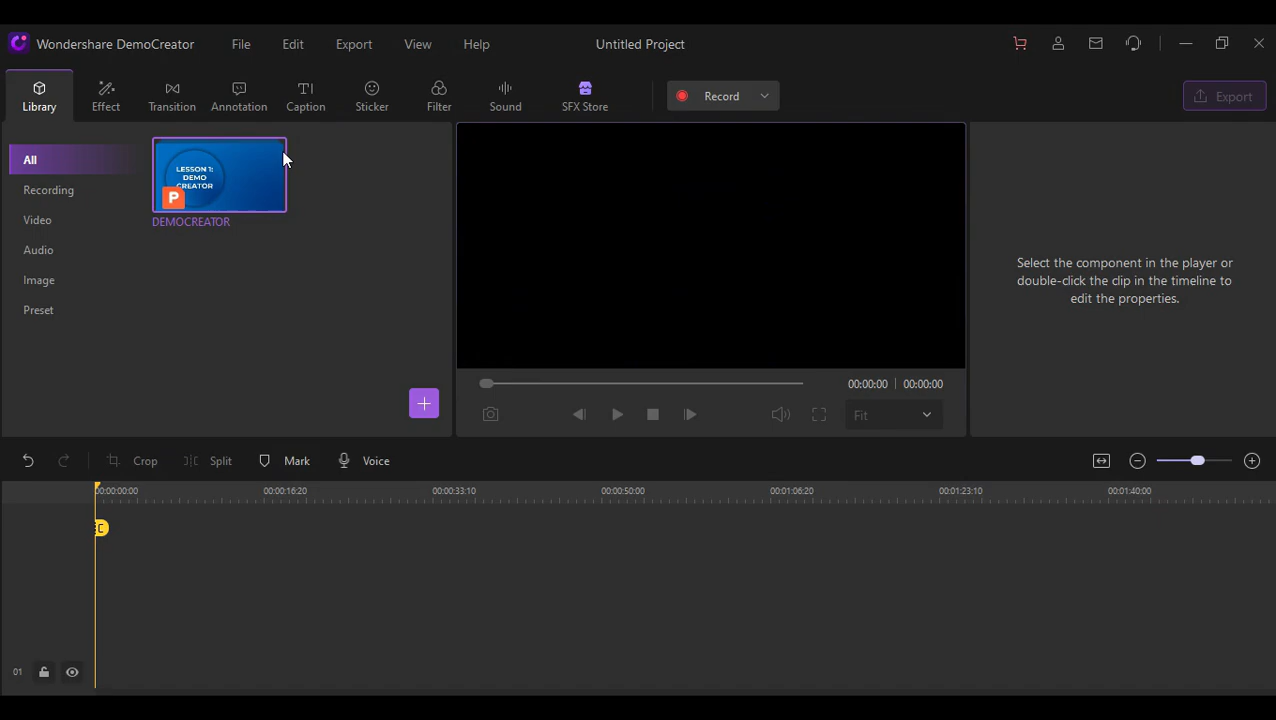 Wondershare DemoCreator File Edit Export View Help Untitled Project
Library Effect Transition Annotation Caption Sticker Filter Sound SFX Store Record Export
All
Recording
Video
Audio
Image
Preset
LESSON 1:
DEMO
CREATOR
P
DEMOCREATOR
Select the component in the player or
double-click the clip in the timeline to
edit the properties.
00:00:00 | 00:00:00
Fit
Crop Split Mark Voice
00:00:00:00 00:00:16:20 00:00:33:10 00:00:50:00 00:01:06:20 00:01:23:10 00:01:40:00
01